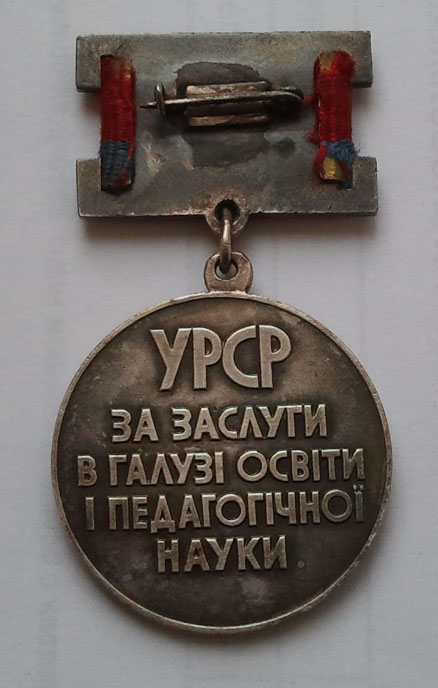 УРСР
ЗА ЗАСЛУГИ
В ГАЛУЗІ ОСВІТИ
І ПЕДАГОГІЧНОЇ
НАУКИ.